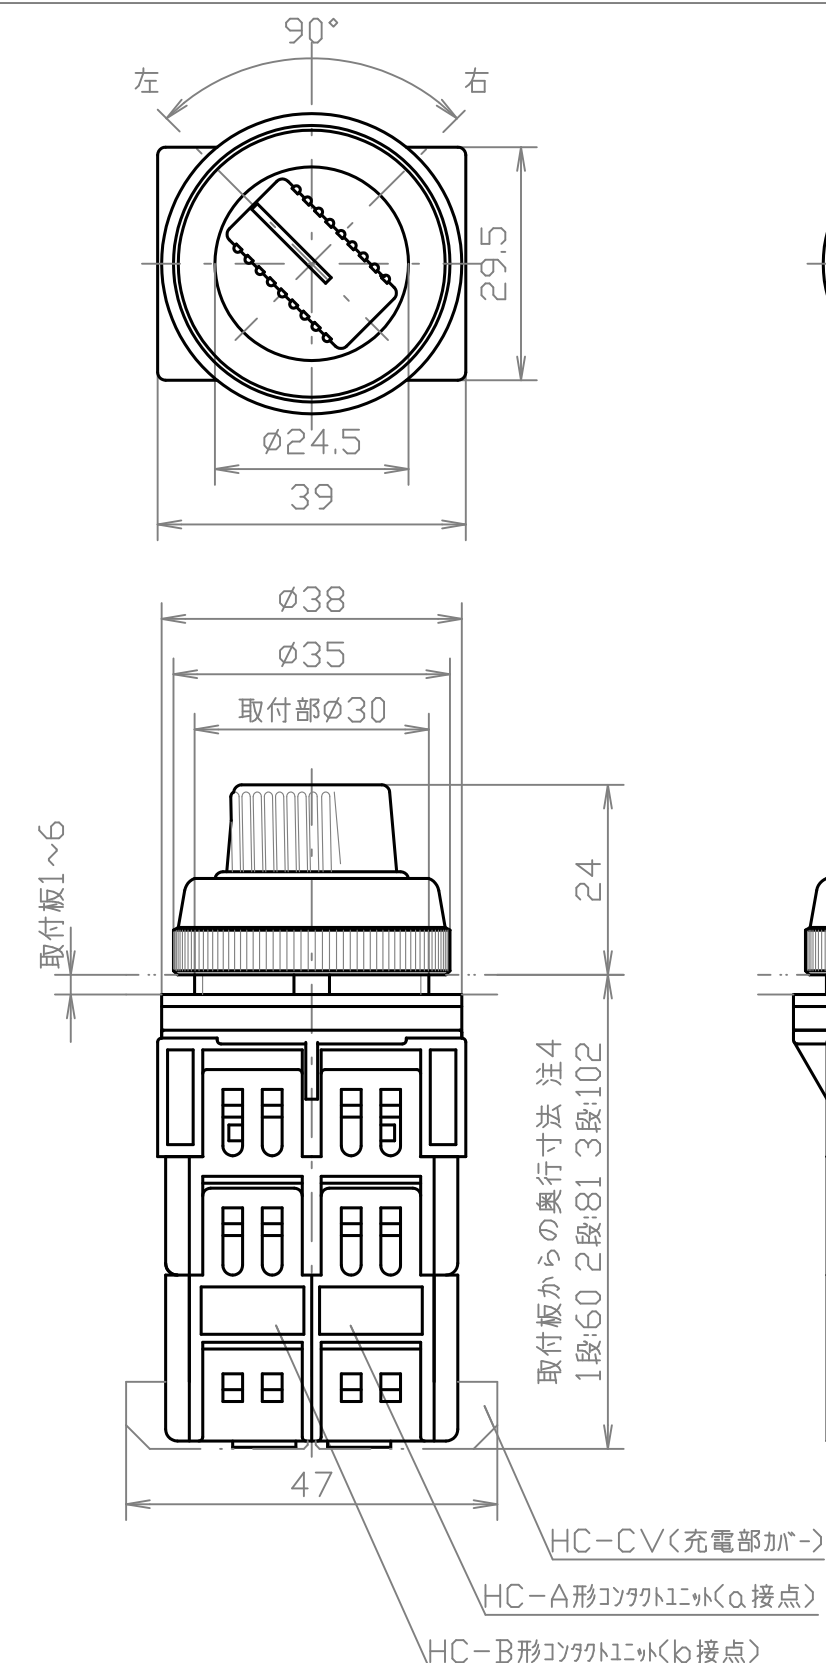 90°
左
右
29.5
ø24.5
39
ø38
ø35
取付部ø30
取付板1~6
24
取付板からの奥行寸法 注4
1段:60 2段:81 3段:102
47
HC-CV(充電部ｶﾊﾞｰ)
HC-A形ｺﾝﾀｸﾄﾕﾆｯﾄ(a接点)
HC-B形ｺﾝﾀｸﾄﾕﾆｯﾄ(b接点)